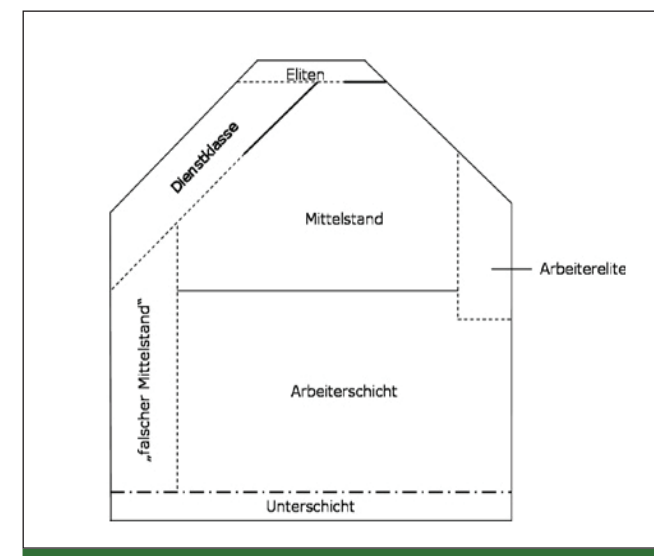 Eliten
Dienstklasse
Mittelstand
Arbeiterelite
„falscher Mittelstand“
Arbeiterschicht
Unterschicht